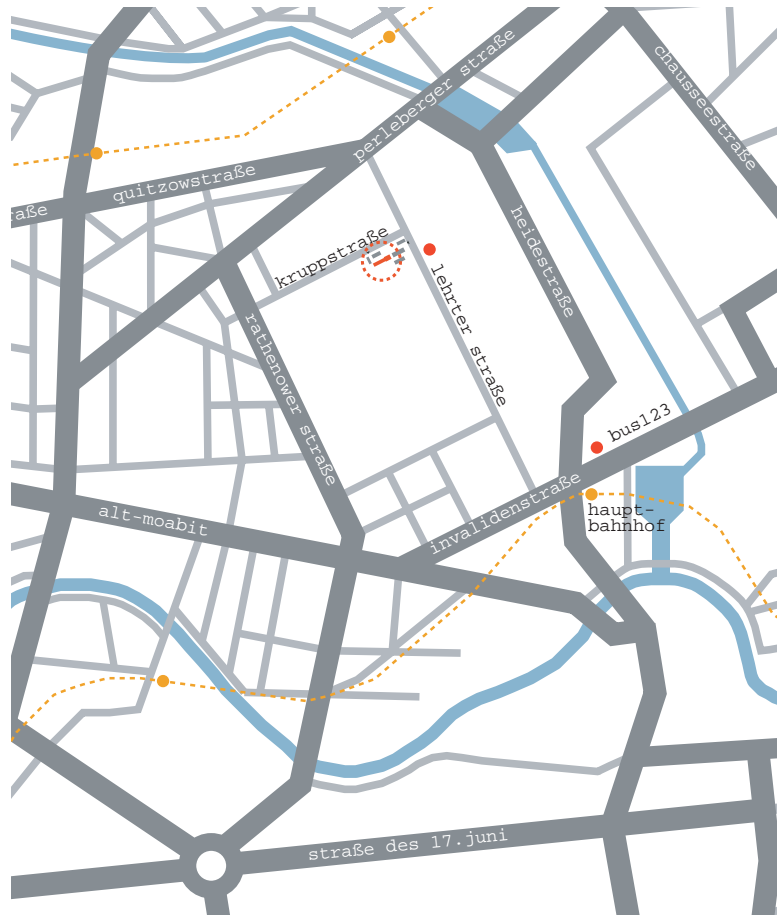 perleberger straße
chausseestraße
quitzowstraße
raße
heidestraße
kruppstraße
lehrter straße
rathenower straße
bus123
invalidenstraße
haupt-
bahnhof
alt-moabit
straße des 17.juni